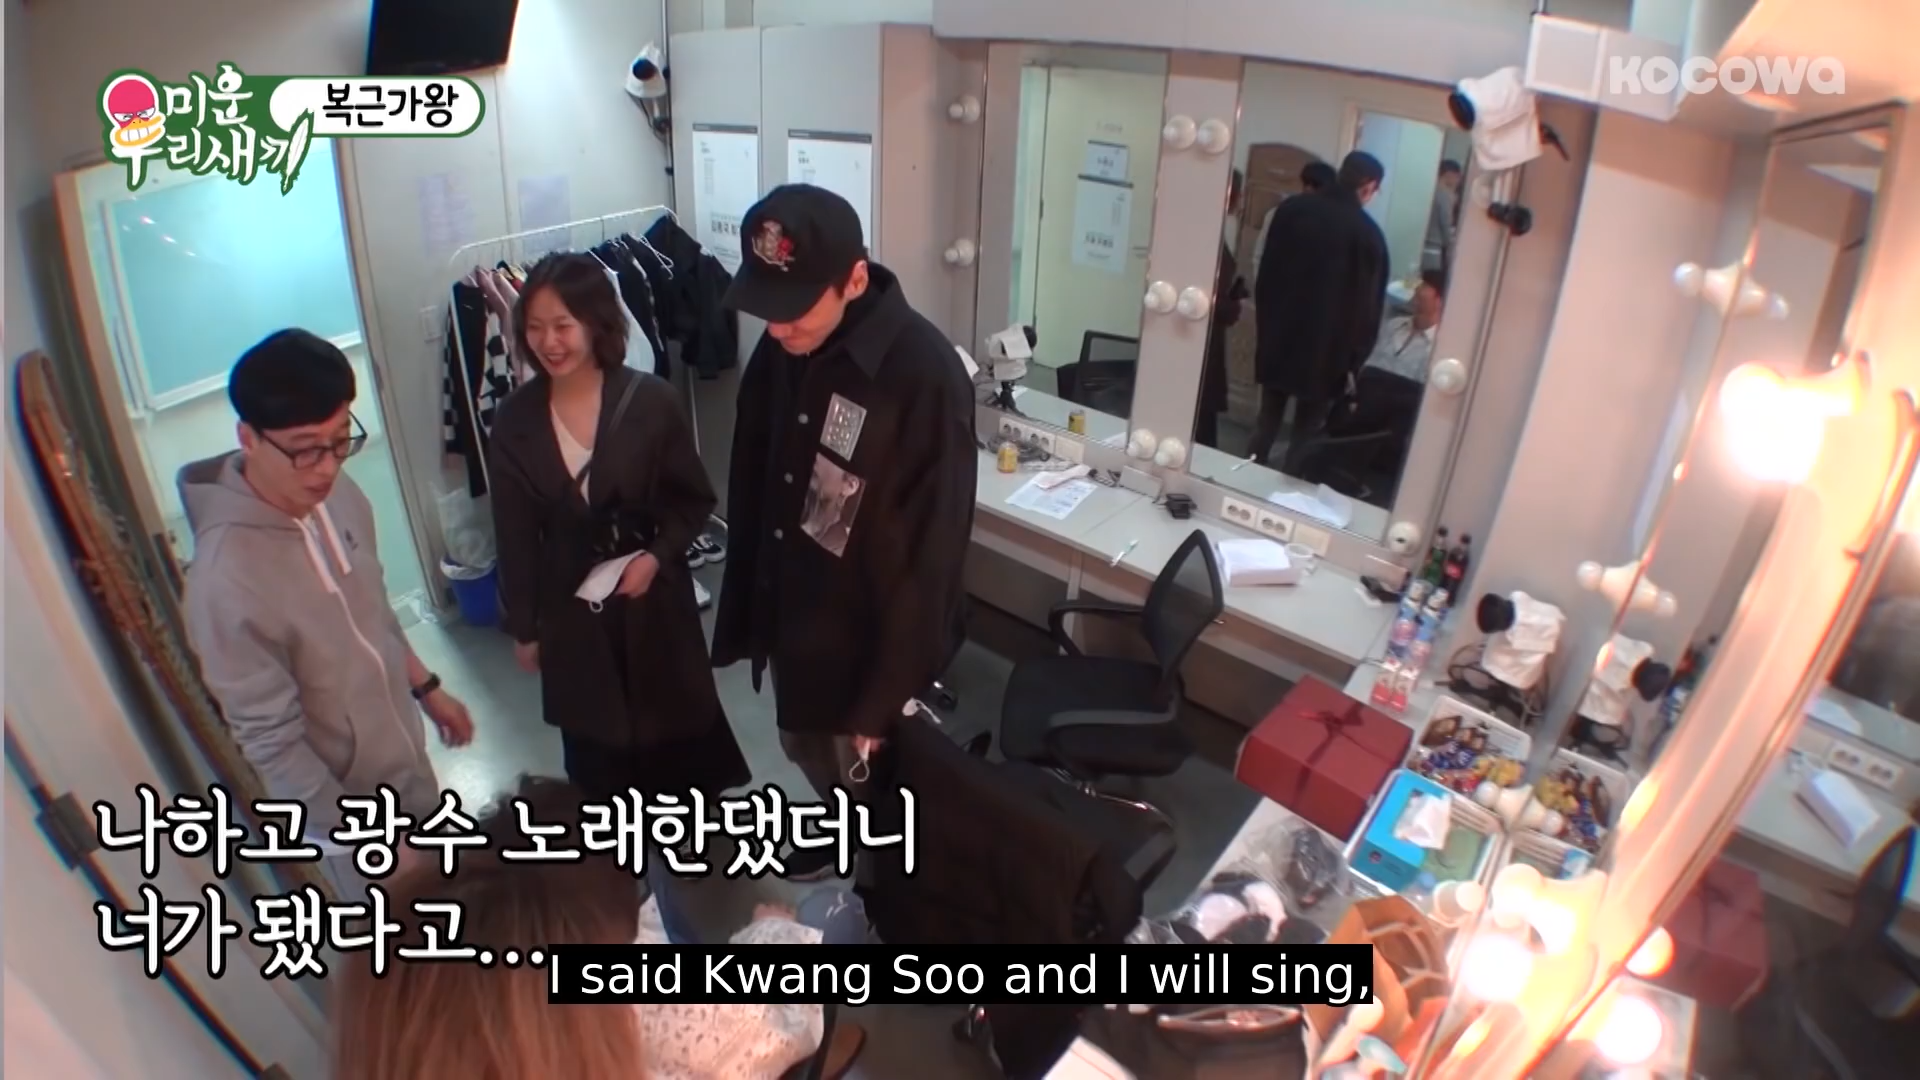 미운
우리새끼
복근가왕
KOCOWA
나하고 광수 노래한댔더니
너가 됐다고...
I said Kwang Soo and I will sing,